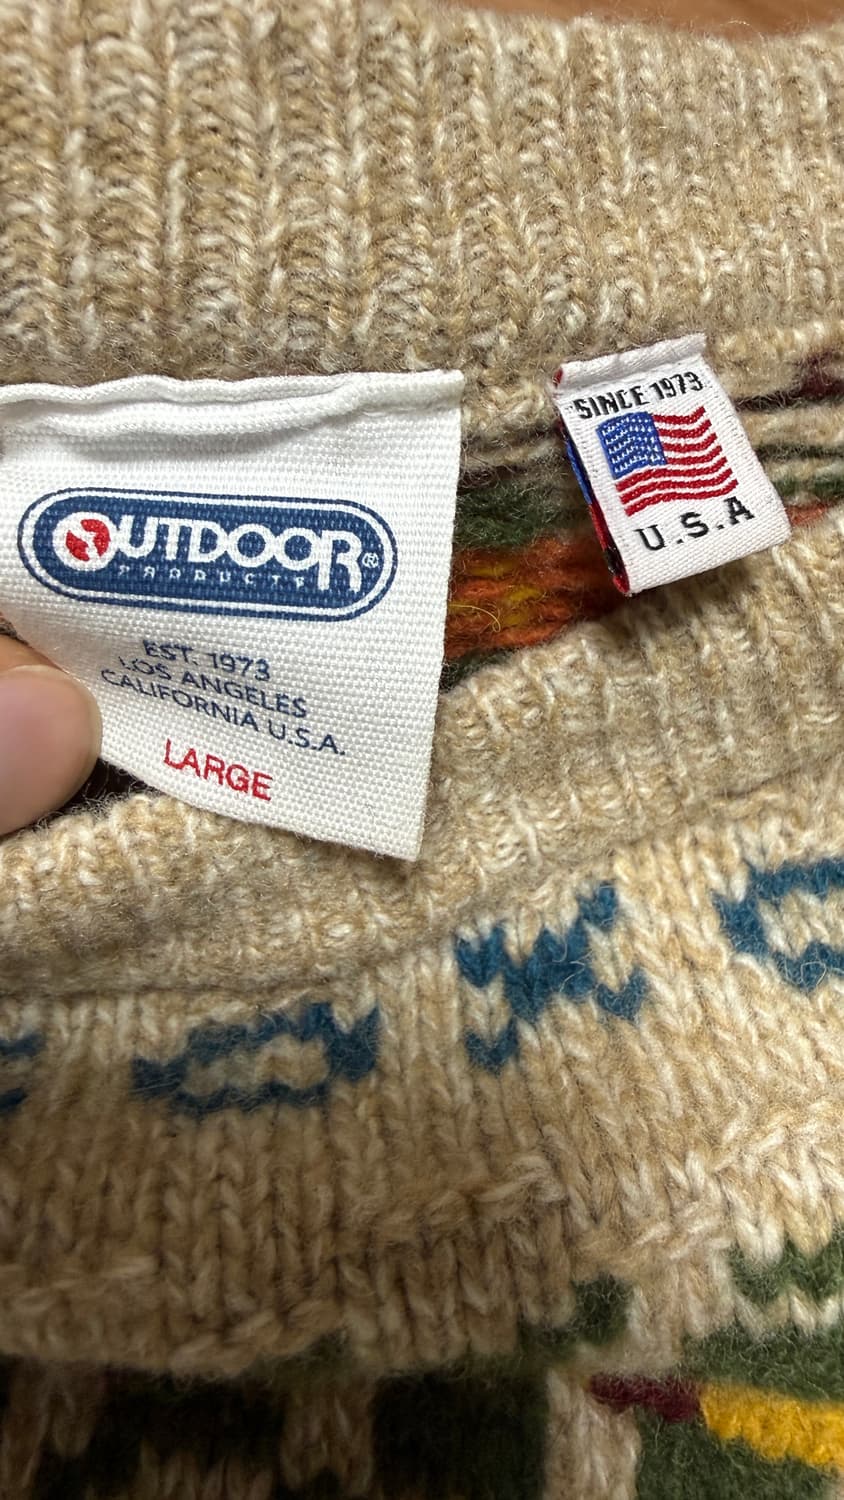 OUTDOOR®
PRODUCTS
EST. 1973
LOS ANGELES
CALIFORNIA U.S.A.
LARGE
SINCE 1973
U.S.A